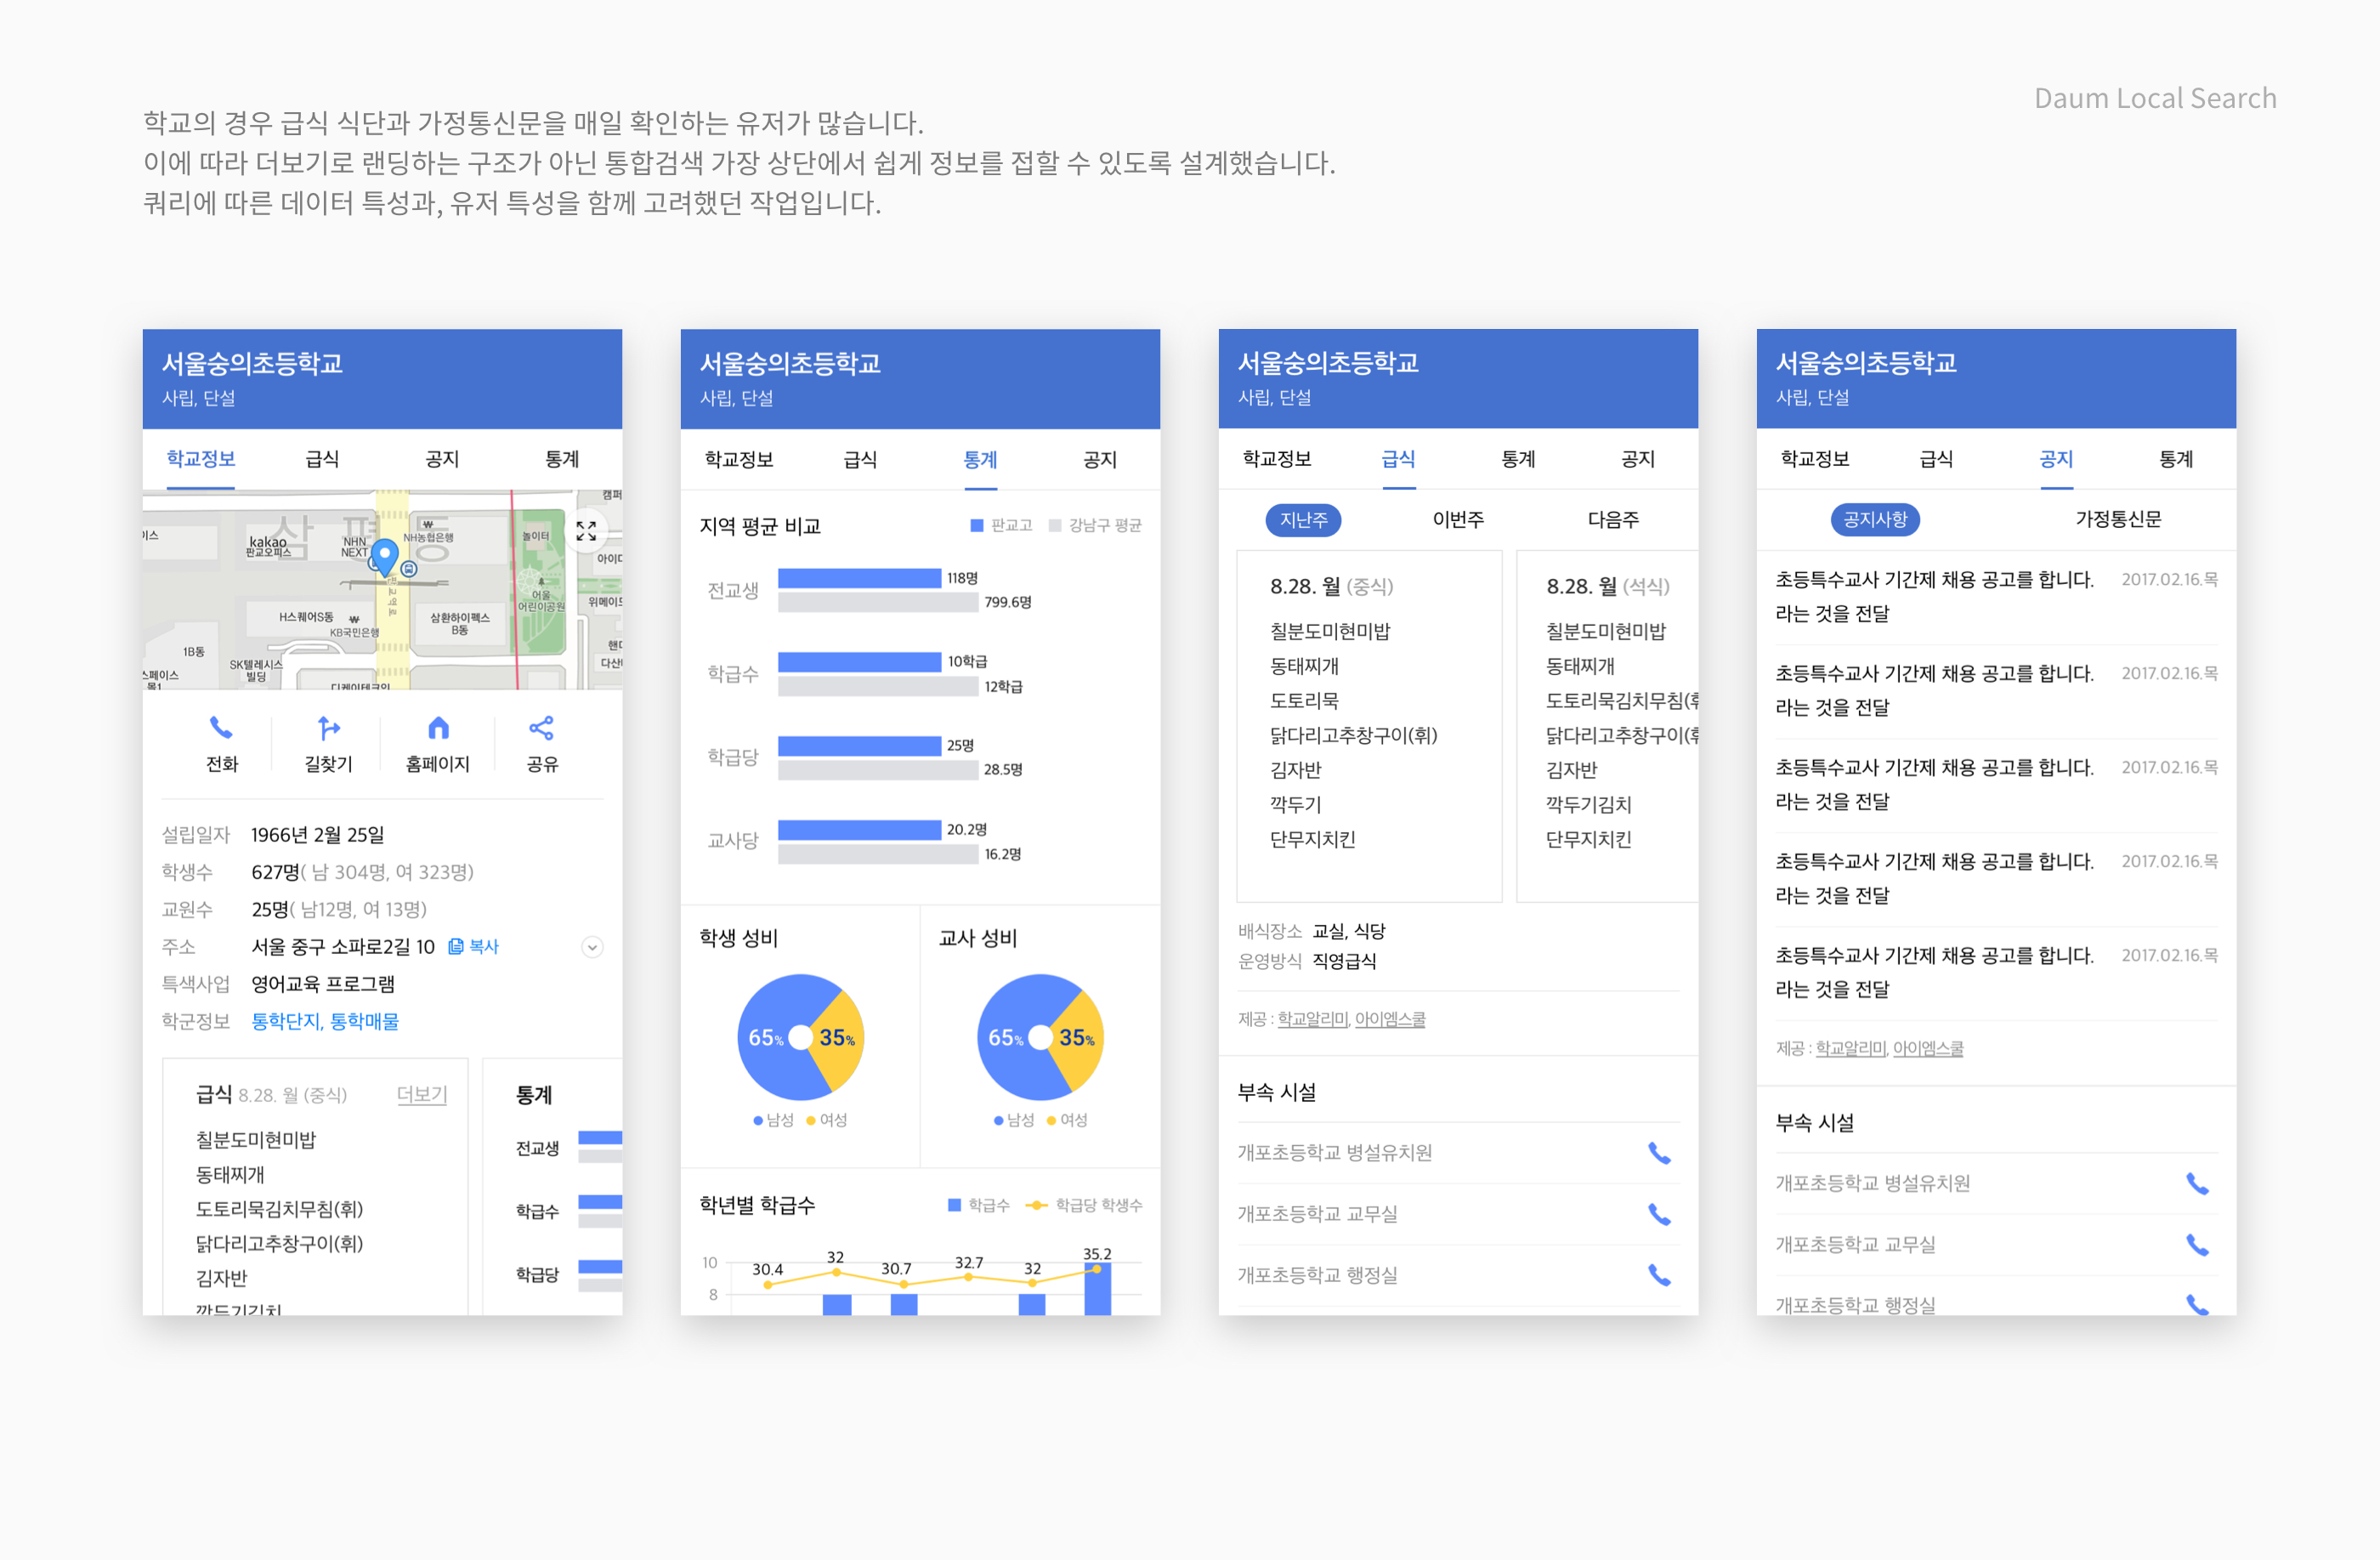 Daum Local Search
학교의 경우 급식 식단과 가정통신문을 매일 확인하는 유저가 많습니다.
이에 따라 더보기로 랜딩하는 구조가 아닌 통합검색 가장 상단에서 쉽게 정보를 접할 수 있도록 설계했습니다.
쿼리에 따른 데이터 특성과, 유저 특성을 함께 고려했던 작업입니다.
서울숭의초등학교
사립, 단설
학교정보 급식 공지 통계
삼평동
캠퍼
이스
kakao
판교오피스
NHN
NEXT
NH농협은행
놀이터
아이디
어울
어린이공원
위메이드
판교역로
H스퀘어S동
KB국민은행
삼환하이펙스
B동
1B동
SK텔레시스
빌딩
핸디
다산
스페이스
몰1
디케이테크인
전화 길찾기 홈페이지 공유
설립일자 1966년 2월 25일
학생수 627명( 남 304명, 여 323명)
교원수 25명( 남12명, 여 13명)
주소 서울 중구 소파로2길 10 복사
특색사업 영어교육 프로그램
학군정보 통학단지, 통학매물
급식 8.28. 월 (중식) 더보기
칠분도미현미밥
동태찌개
도토리묵김치무침(휘)
닭다리고추창구이(휘)
김자반
깍두기김치
통계
전교생
학급수
학급당
서울숭의초등학교
사립, 단설
학교정보 급식 통계 공지
지역 평균 비교 판교고 강남구 평균
전교생 118명
799.6명
학급수 10학급
12학급
학급당 25명
28.5명
교사당 20.2명
16.2명
학생 성비
65% 35%
남성 여성
교사 성비
65% 35%
남성 여성
학년별 학급수 학급수 학급당 학생수
10 30.4 32 30.7 32.7 32 35.2
8
서울숭의초등학교
사립, 단설
학교정보 급식 통계 공지
지난주 이번주 다음주
8.28. 월 (중식)
칠분도미현미밥
동태찌개
도토리묵
닭다리고추창구이(휘)
김자반
깍두기
단무지치킨
8.28. 월 (석식)
칠분도미현미밥
동태찌개
도토리묵김치무침(휘
닭다리고추창구이(휘
김자반
깍두기김치
단무지치킨
배식장소 교실, 식당
운영방식 직영급식
제공 : 학교알리미, 아이엠스쿨
부속 시설
개포초등학교 병설유치원
개포초등학교 교무실
개포초등학교 행정실
서울숭의초등학교
사립, 단설
학교정보 급식 공지 통계
공지사항 가정통신문
초등특수교사 기간제 채용 공고를 합니다. 2017.02.16.목
라는 것을 전달
초등특수교사 기간제 채용 공고를 합니다. 2017.02.16.목
라는 것을 전달
초등특수교사 기간제 채용 공고를 합니다. 2017.02.16.목
라는 것을 전달
초등특수교사 기간제 채용 공고를 합니다. 2017.02.16.목
라는 것을 전달
초등특수교사 기간제 채용 공고를 합니다. 2017.02.16.목
라는 것을 전달
제공 : 학교알리미, 아이엠스쿨
부속 시설
개포초등학교 병설유치원
개포초등학교 교무실
개포초등학교 행정실